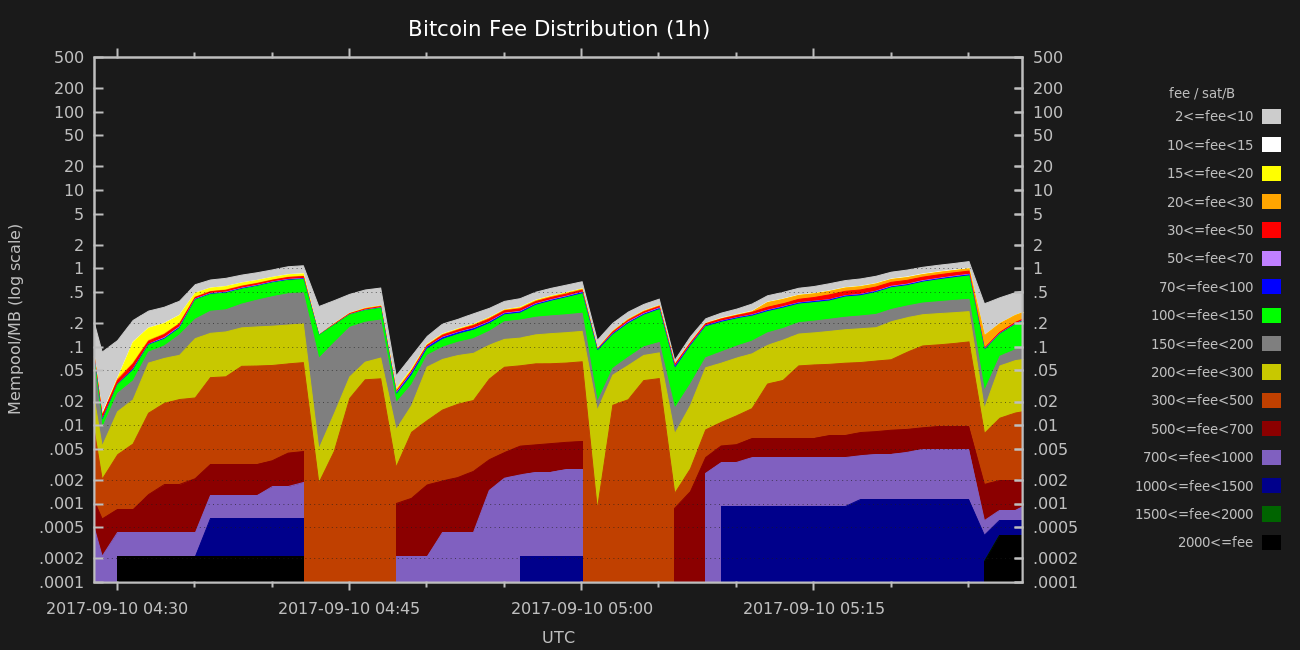 Bitcoin Fee Distribution (1h)
Mempool/MB (log scale)
500
200
100
50
20
10
5
2
1
.5
.2
.1
.05
.02
.01
.005
.002
.001
.0005
.0002
.0001
500
200
100
50
20
10
5
2
1
.5
.2
.1
.05
.02
.01
.005
.002
.001
.0005
.0002
.0001
2017-09-10 04:30
2017-09-10 04:45
2017-09-10 05:00
2017-09-10 05:15
UTC
fee / sat/B
2<=fee<10
10<=fee<15
15<=fee<20
20<=fee<30
30<=fee<50
50<=fee<70
70<=fee<100
100<=fee<150
150<=fee<200
200<=fee<300
300<=fee<500
500<=fee<700
700<=fee<1000
1000<=fee<1500
1500<=fee<2000
2000<=fee